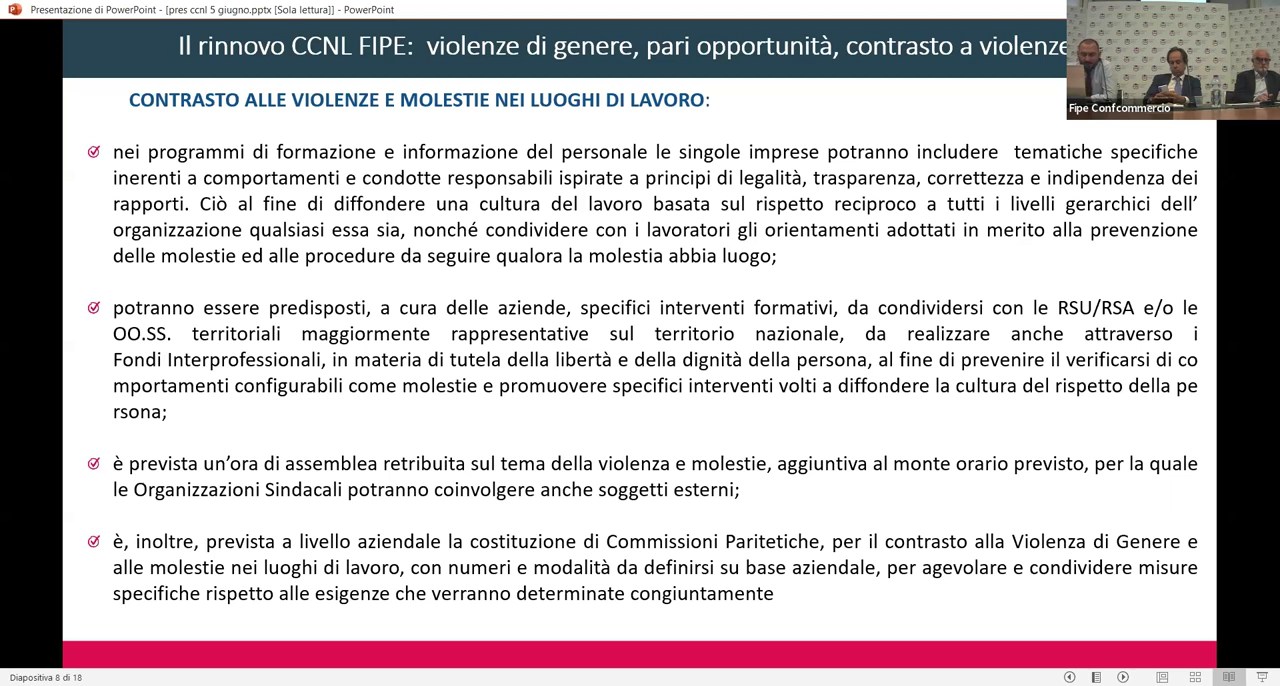 Presentazione di PowerPoint - [pres ccnl 5 giugno.pptx [Sola lettura]] - PowerPoint
Il rinnovo CCNL FIPE: violenze di genere, pari opportunità, contrasto a violenze
Fipe Confcommercio
CONTRASTO ALLE VIOLENZE E MOLESTIE NEI LUOGHI DI LAVORO:
nei programmi di formazione e informazione del personale le singole imprese potranno includere tematiche specifiche
inerenti a comportamenti e condotte responsabili ispirate a principi di legalità, trasparenza, correttezza e indipendenza dei
rapporti. Ciò al fine di diffondere una cultura del lavoro basata sul rispetto reciproco a tutti i livelli gerarchici dell’
organizzazione qualsiasi essa sia, nonché condividere con i lavoratori gli orientamenti adottati in merito alla prevenzione
delle molestie ed alle procedure da seguire qualora la molestia abbia luogo;
potranno essere predisposti, a cura delle aziende, specifici interventi formativi, da condividersi con le RSU/RSA e/o le
OO.SS. territoriali maggiormente rappresentative sul territorio nazionale, da realizzare anche attraverso i
Fondi Interprofessionali, in materia di tutela della libertà e della dignità della persona, al fine di prevenire il verificarsi di co
mportamenti configurabili come molestie e promuovere specifici interventi volti a diffondere la cultura del rispetto della pe
rsona;
è prevista un’ora di assemblea retribuita sul tema della violenza e molestie, aggiuntiva al monte orario previsto, per la quale
le Organizzazioni Sindacali potranno coinvolgere anche soggetti esterni;
è, inoltre, prevista a livello aziendale la costituzione di Commissioni Paritetiche, per il contrasto alla Violenza di Genere e
alle molestie nei luoghi di lavoro, con numeri e modalità da definirsi su base aziendale, per agevolare e condividere misure
specifiche rispetto alle esigenze che verranno determinate congiuntamente
Diapositiva 8 di 18